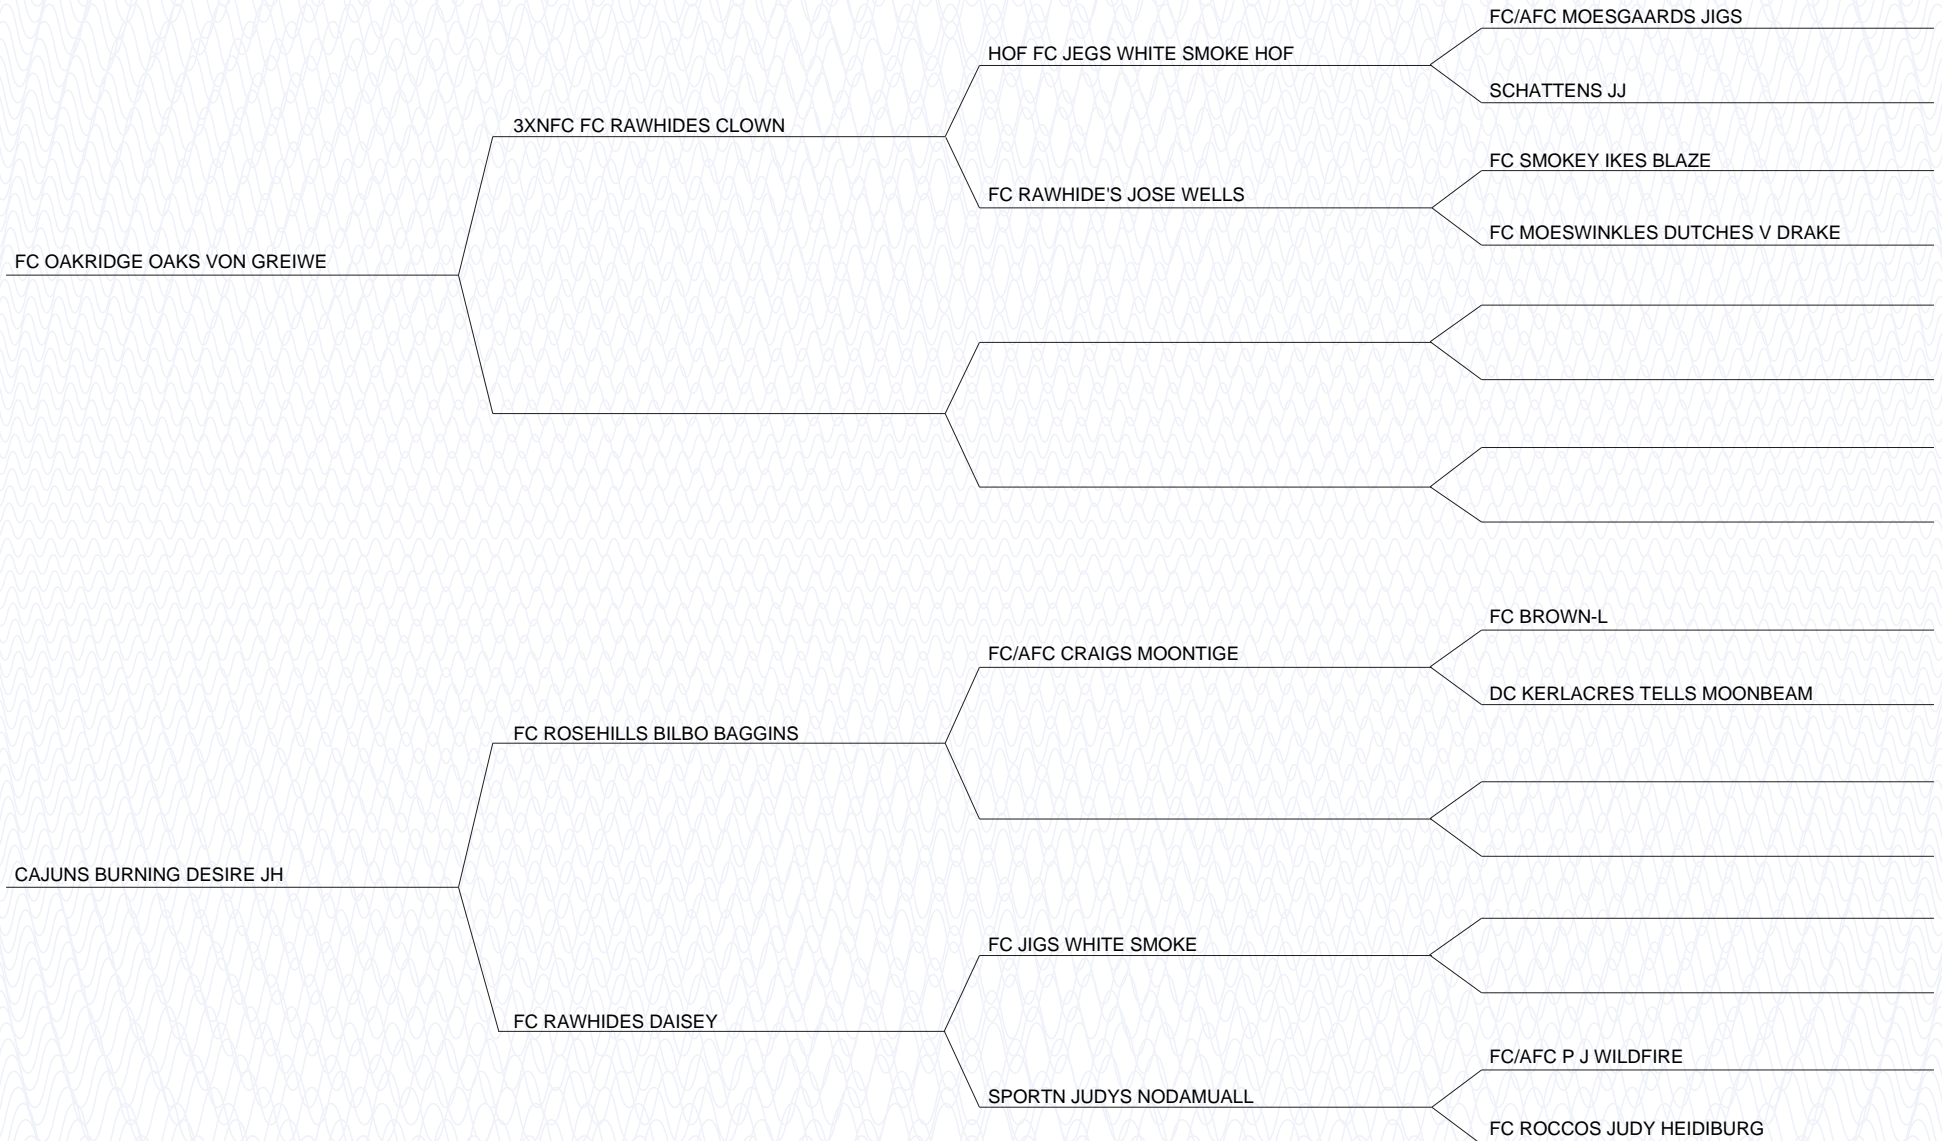 FC/AFC MOESGAARDS JIGS
HOF FC JEGS WHITE SMOKE HOF
SCHATTENS JJ
3XNFC FC RAWHIDES CLOWN
FC SMOKEY IKES BLAZE
FC RAWHIDE'S JOSE WELLS
FC MOESWINKLES DUTCHES V DRAKE
FC OAKRIDGE OAKS VON GREIWE
FC BROWN-L
FC/AFC CRAIGS MOONTIGE
DC KERLACRES TELLS MOONBEAM
FC ROSEHILLS BILBO BAGGINS
CAJUNS BURNING DESIRE JH
FC JIGS WHITE SMOKE
FC RAWHIDES DAISEY
FC/AFC P J WILDFIRE
SPORTN JUDYS NODAMUALL
FC ROCCOS JUDY HEIDIBURG